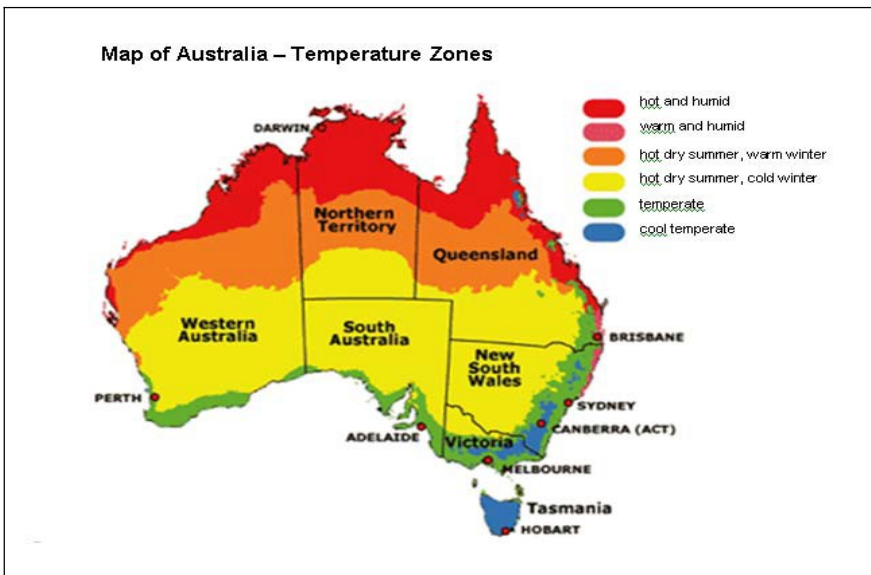 Map of Australia – Temperature Zones
hot and humid
warm and humid
hot dry summer, warm winter
hot dry summer, cold winter
temperate
cool temperate
DARWIN
Northern
Territory
Queensland
Western
Australia
South
Australia
New
South
Wales
BRISBANE
PERTH
SYDNEY
CANBERRA (ACT)
ADELAIDE
Victoria
MELBOURNE
Tasmania
HOBART